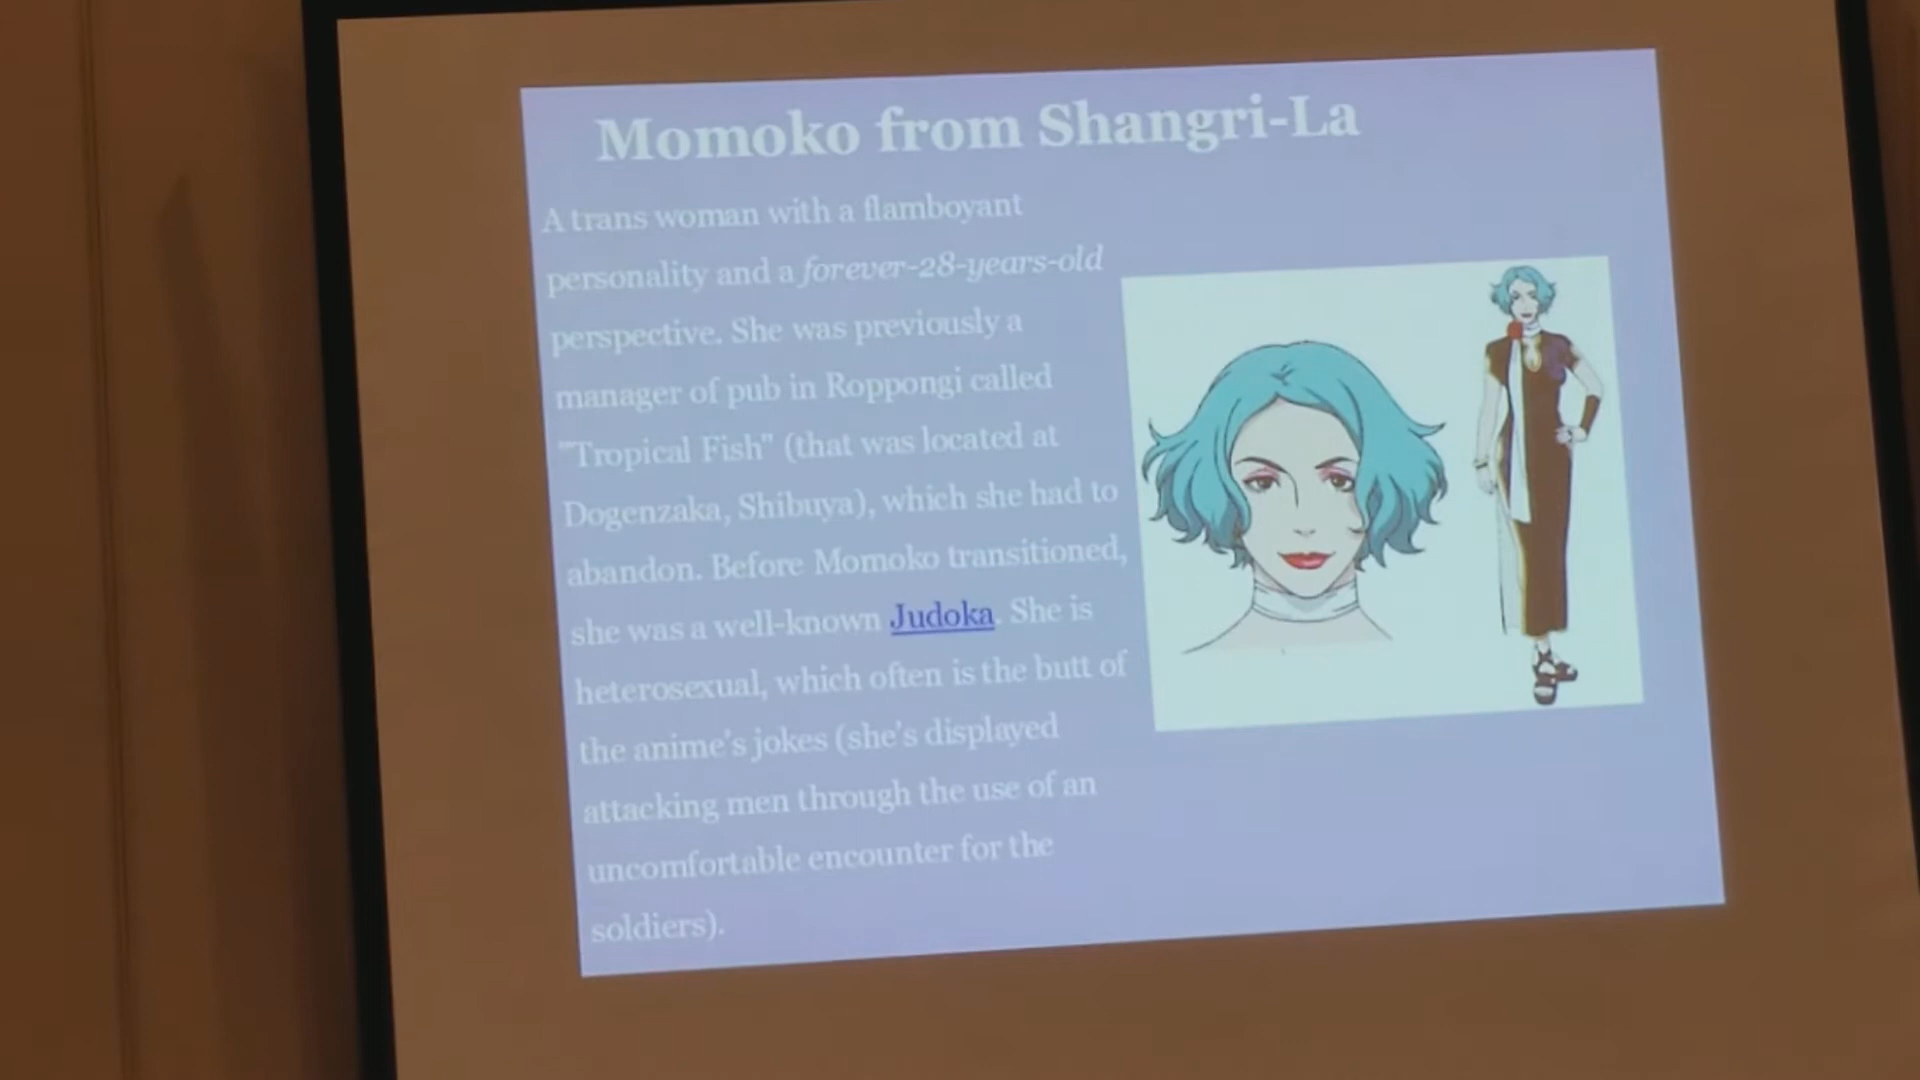 Momoko from Shangri-La
A trans woman with a flamboyant
personality and a forever-28-years-old
perspective. She was previously a
manager of pub in Roppongi called
"Tropical Fish" (that was located at
Dogenzaka, Shibuya), which she had to
abandon. Before Momoko transitioned,
she was a well-known Judoka. She is
heterosexual, which often is the butt of
the anime's jokes (she's displayed
attacking men through the use of an
uncomfortable encounter for the
soldiers).